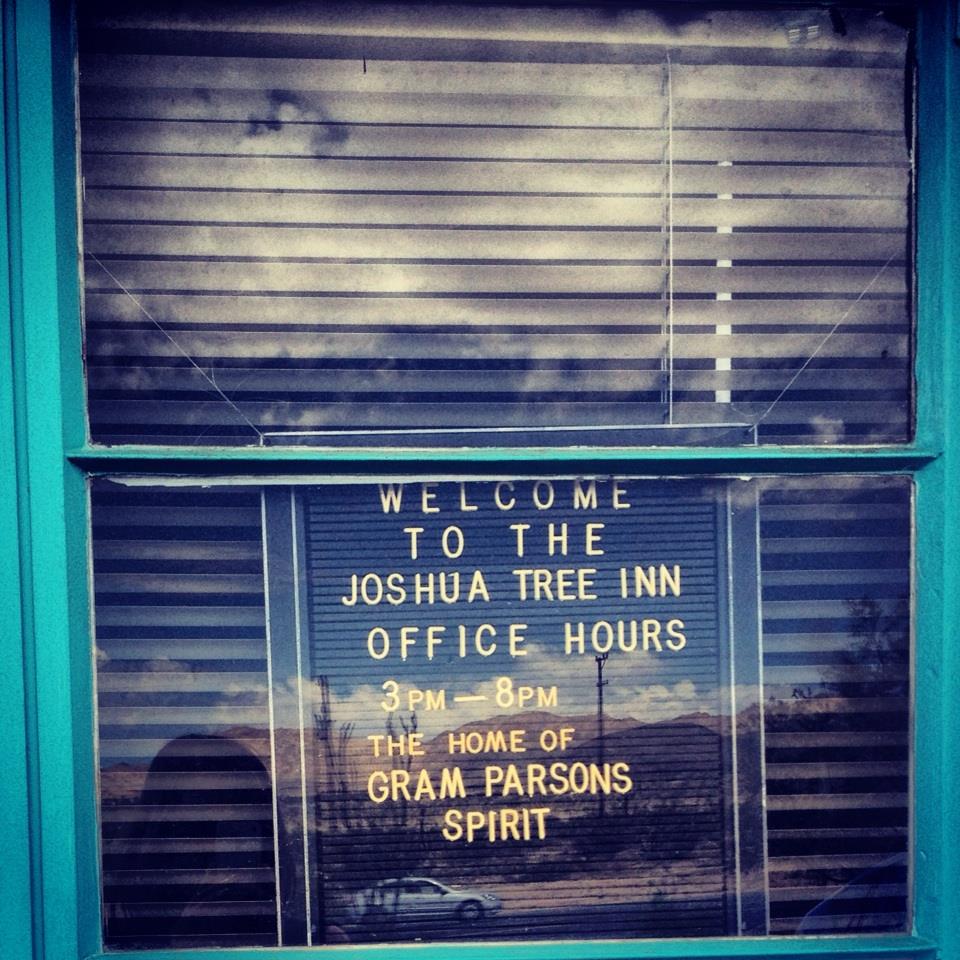 WELCOME
TO THE
JOSHUA TREE INN
OFFICE HOURS
3PM—8PM
THE HOME OF
GRAM PARSONS
SPIRIT